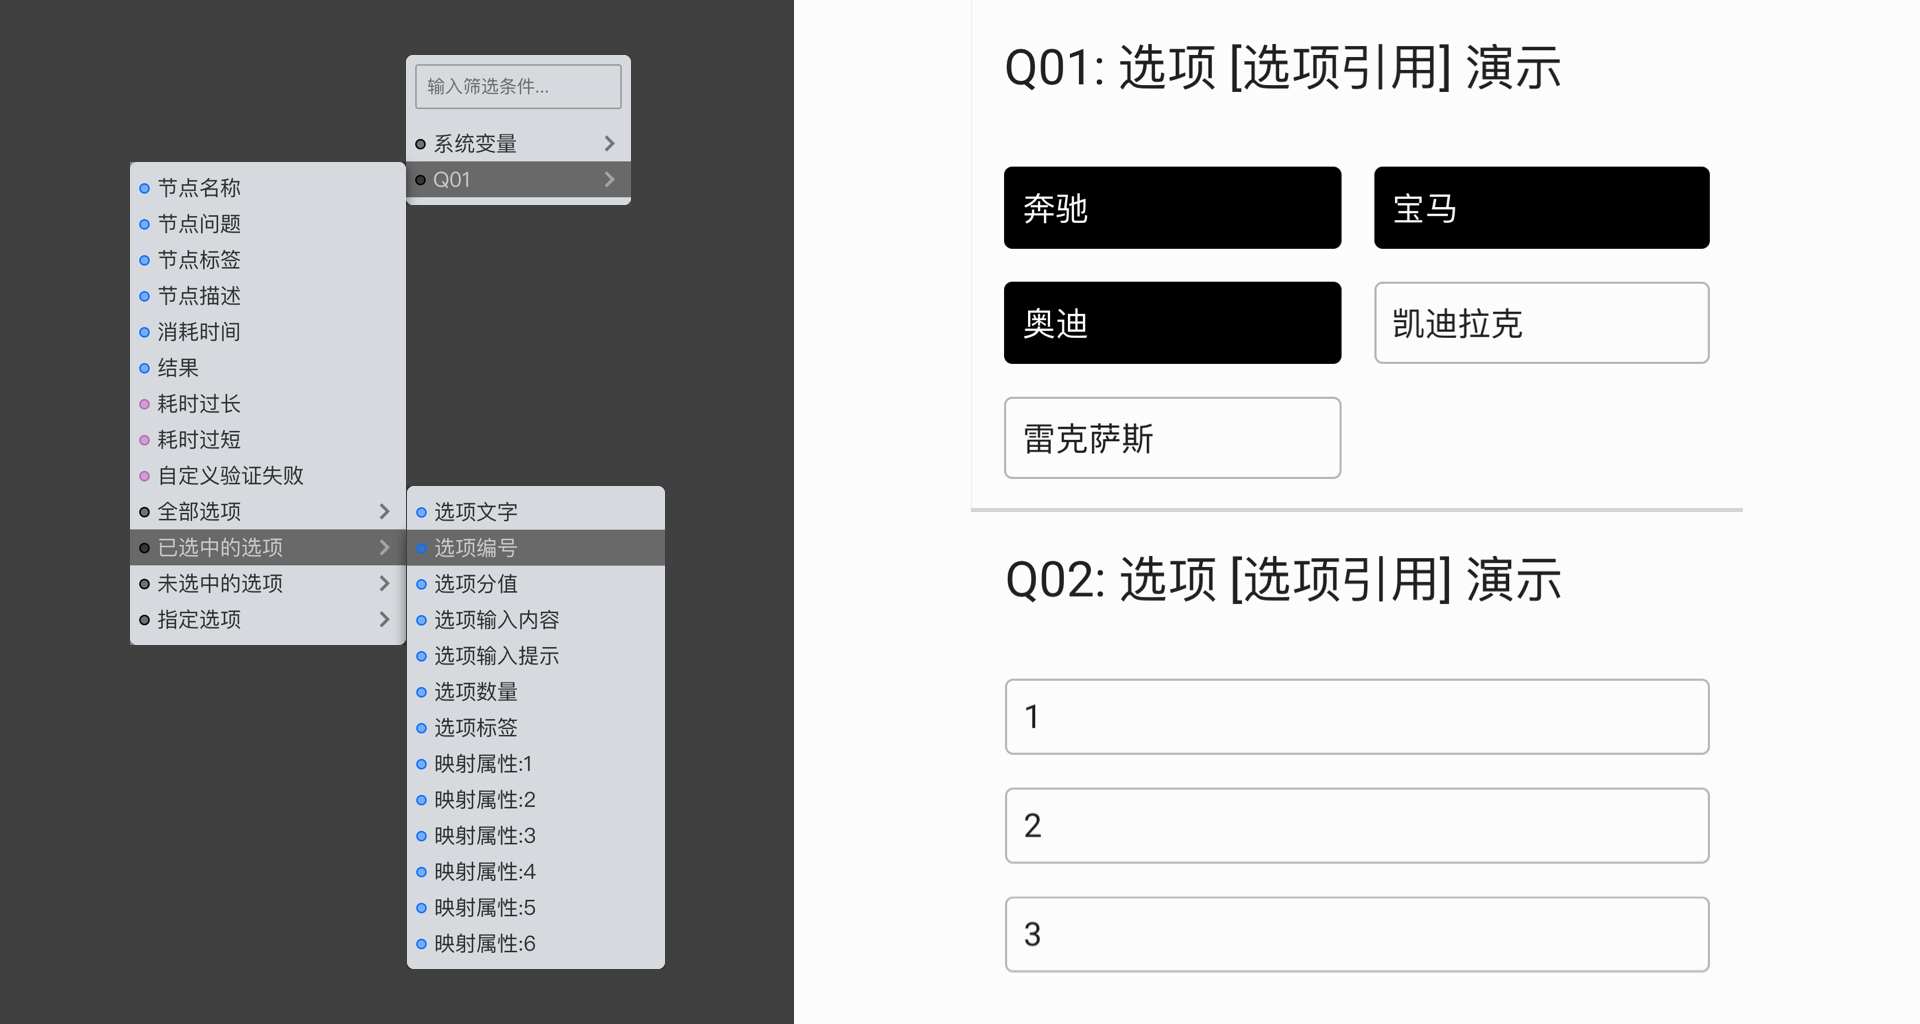 输入筛选条件...
系统变量
Q01
节点名称
节点问题
节点标签
节点描述
消耗时间
结果
耗时过长
耗时过短
自定义验证失败
全部选项
已选中的选项
未选中的选项
指定选项
选项文字
选项编号
选项分值
选项输入内容
选项输入提示
选项数量
选项标签
映射属性:1
映射属性:2
映射属性:3
映射属性:4
映射属性:5
映射属性:6
Q01: 选项 [选项引用] 演示
奔驰
宝马
奥迪
凯迪拉克
雷克萨斯
Q02: 选项 [选项引用] 演示
1
2
3